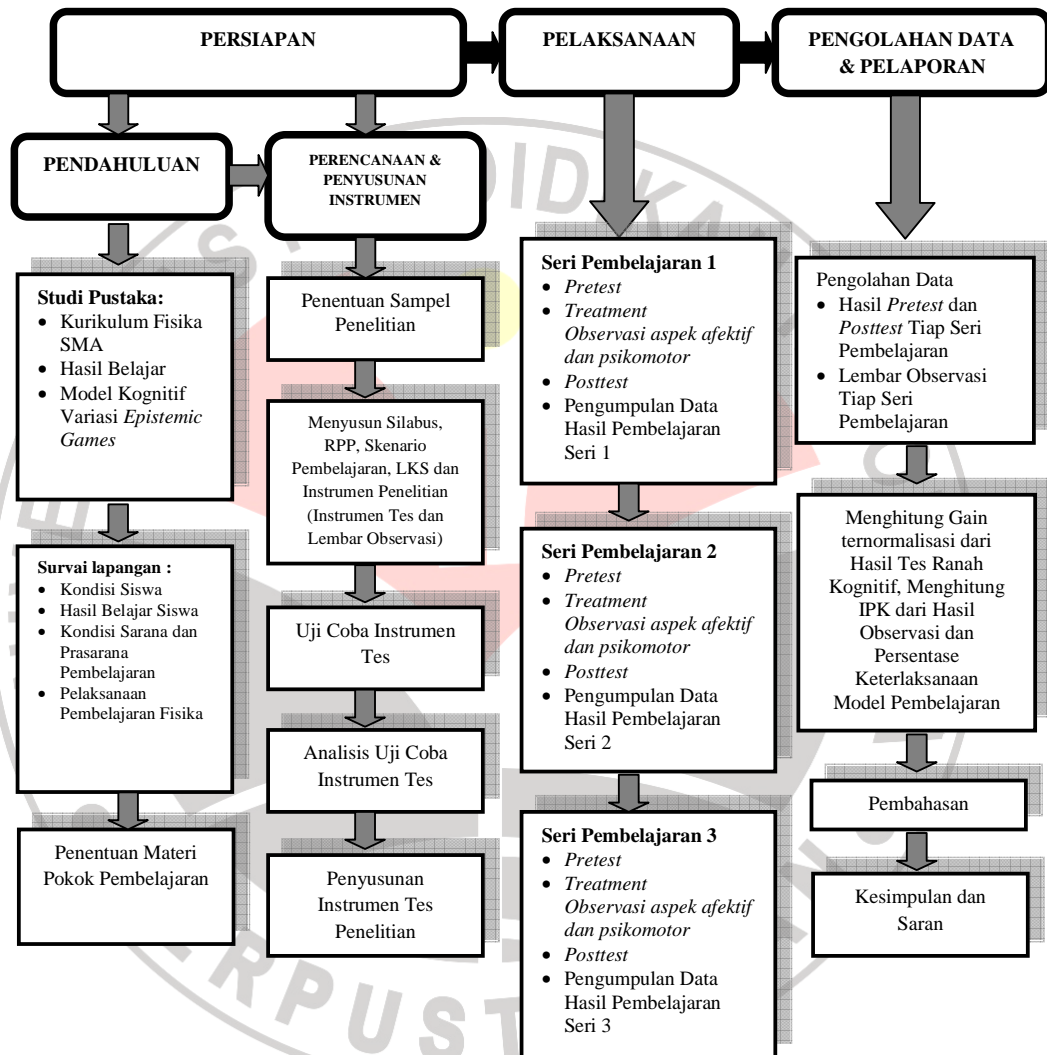 PERSIAPAN
PELAKSANAAN
PENGOLAHAN DATA
& PELAPORAN
PENDAHULUAN
PERENCANAAN &
PENYUSUNAN
INSTRUMEN
Studi Pustaka:
• Kurikulum Fisika
SMA
• Hasil Belajar
• Model Kognitif
Variasi Epistemic
Games
Survai lapangan :
• Kondisi Siswa
• Hasil Belajar Siswa
• Kondisi Sarana dan
Prasarana
Pembelajaran
• Pelaksanaan
Pembelajaran Fisika
Penentuan Materi
Pokok Pembelajaran
Penentuan Sampel
Penelitian
Menyusun Silabus,
RPP, Skenario
Pembelajaran, LKS dan
Instrumen Penelitian
(Instrumen Tes dan
Lembar Observasi)
Uji Coba Instrumen
Tes
Analisis Uji Coba
Instrumen Tes
Penyusunan
Instrumen Tes
Penelitian
Seri Pembelajaran 1
• Pretest
• Treatment
Observasi aspek afektif
dan psikomotor
• Posttest
• Pengumpulan Data
Hasil Pembelajaran
Seri 1
Seri Pembelajaran 2
• Pretest
• Treatment
Observasi aspek afektif
dan psikomotor
• Posttest
• Pengumpulan Data
Hasil Pembelajaran
Seri 2
Seri Pembelajaran 3
• Pretest
• Treatment
Observasi aspek afektif
dan psikomotor
• Posttest
• Pengumpulan Data
Hasil Pembelajaran
Seri 3
Pengolahan Data
• Hasil Pretest dan
Posttest Tiap Seri
Pembelajaran
• Lembar Observasi
Tiap Seri
Pembelajaran
Menghitung Gain
ternormalisasi dari
Hasil Tes Ranah
Kognitif, Menghitung
IPK dari Hasil
Observasi dan
Persentase
Keterlaksanaan
Model Pembelajaran
Pembahasan
Kesimpulan dan
Saran